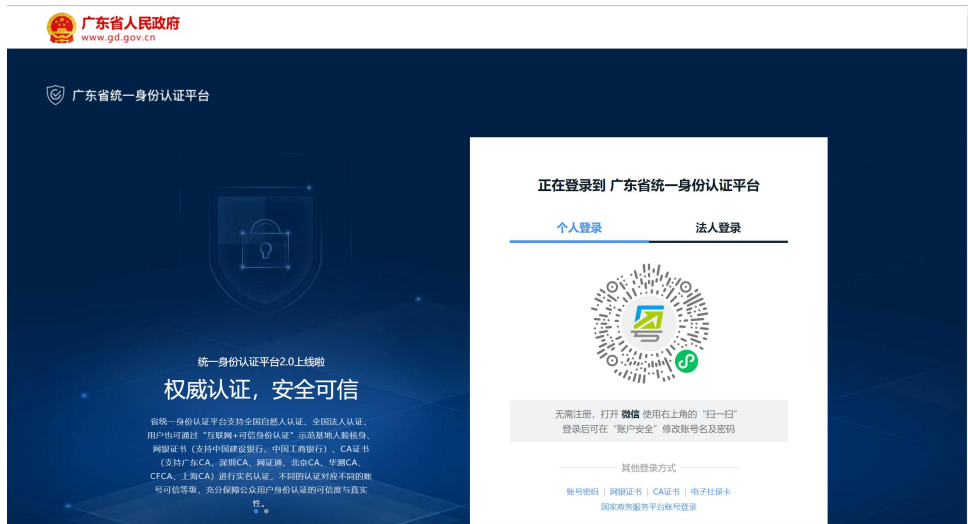 广东省人民政府
www.gd.gov.cn
广东省统一身份认证平台
统一身份认证平台2.0上线啦
权威认证，安全可信
省统一身份认证平台支持全国自然人认证、全国法人认证，
用户也可通过“互联网+可信身份认证”示范基地人脸核身、
网银证书（支持中国建设银行、中国工商银行）、CA证书
（支持广东CA、深圳CA、网证通、北京CA、华测CA、
CFCA、上海CA）进行实名认证，不同的认证对应不同的账
号可信等级，充分保障公众用户身份认证的可信度与真实
性。
正在登录到 广东省统一身份认证平台
个人登录
法人登录
无需注册，打开 微信 使用右上角的“扫一扫”
登录后可在“账户安全”修改账号名及密码
其他登录方式
账号密码 | 网银证书 | CA证书 | 电子社保卡
国家政务服务平台账号登录